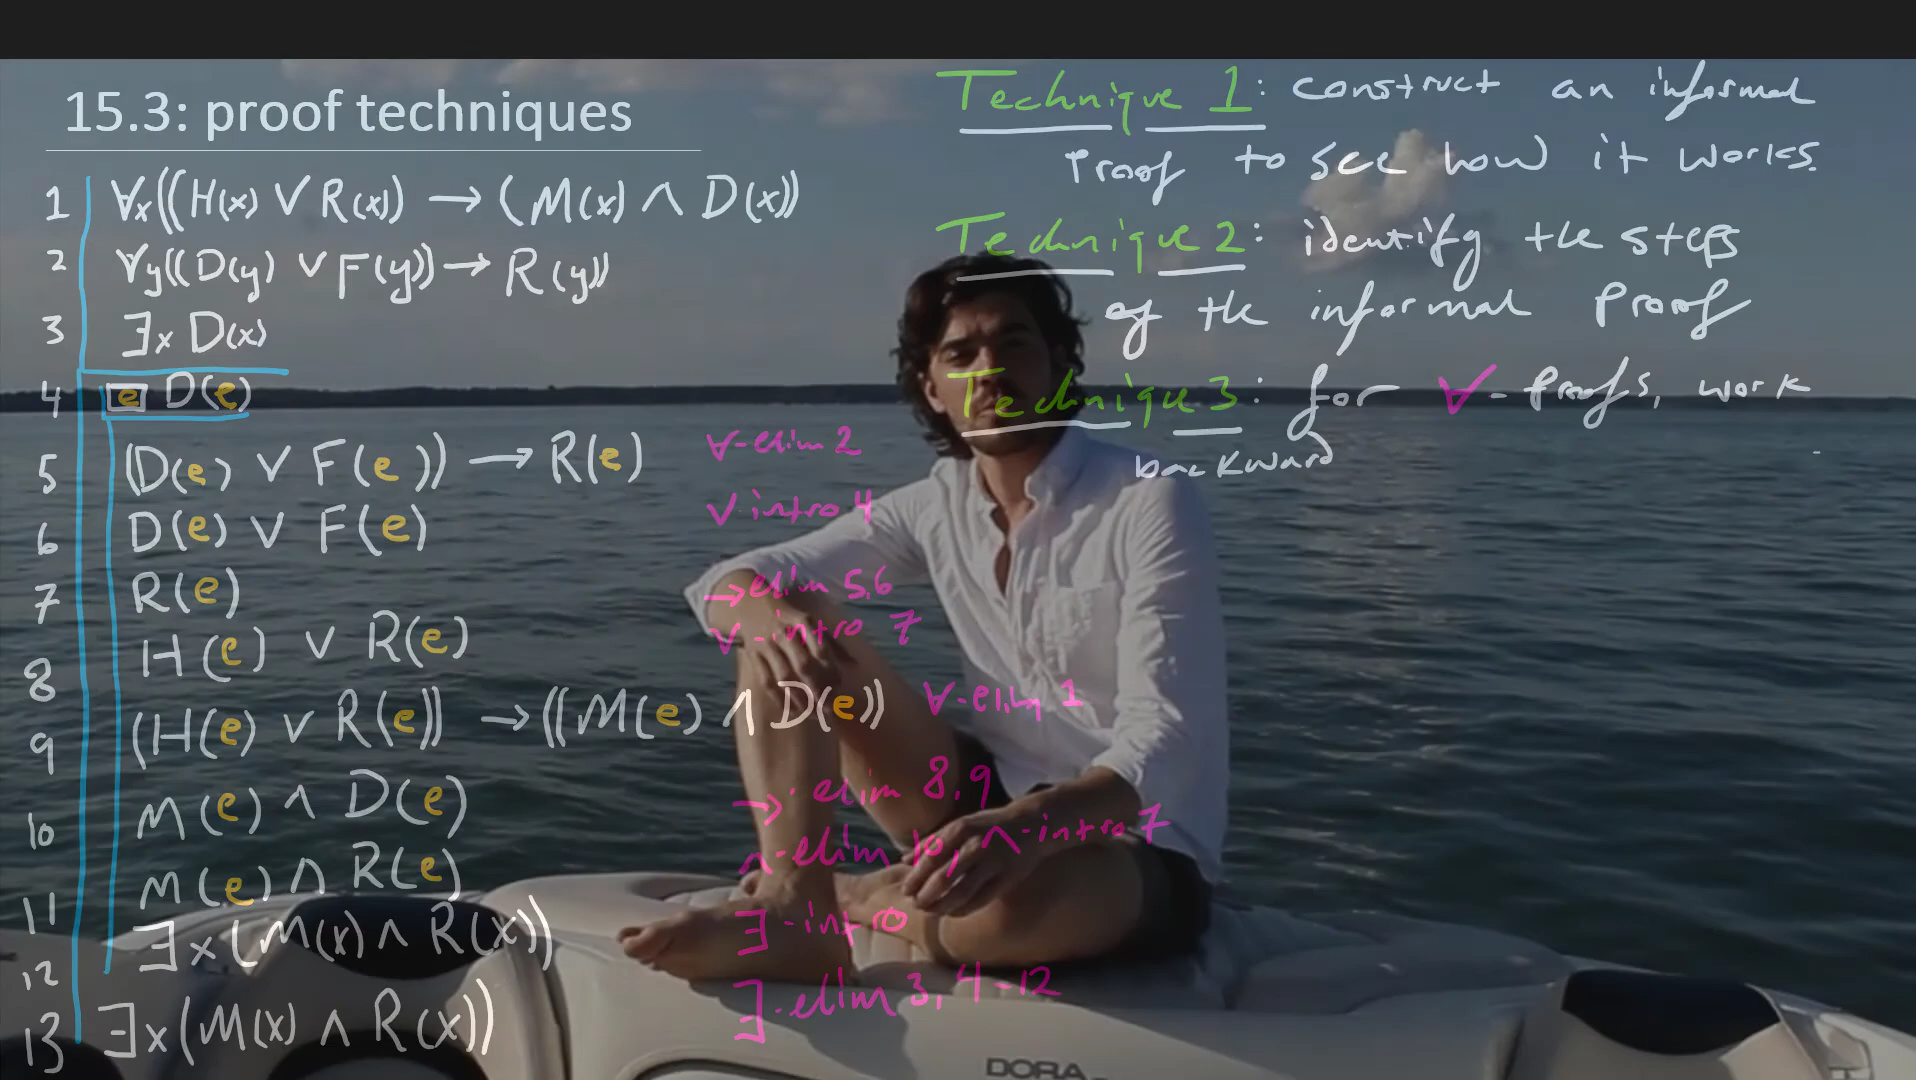 15.3: proof techniques
1 ∀x((H(x) ∨ R(x)) → (M(x) ∧ D(x))
2 ∀y((D(y) ∨ F(y)) → R(y))
3 ∃x D(x)
4 e D(e)
5 (D(e) ∨ F(e)) → R(e) ∀-elim 2
6 D(e) ∨ F(e) ∨ intro 4
7 R(e) → elim 5,6
8 H(e) ∨ R(e) ∨-intro 7
9 (H(e) ∨ R(e)) → ((M(e) ∧ D(e)) ∀-elim 1
10 M(e) ∧ D(e) →·elim 8,9
11 M(e) ∧ R(e) ∧-elim 10, ∧-intro 7
12 ∃x(M(x) ∧ R(x)) ∃-intro
13 ∃x(M(x) ∧ R(x)) ∃-elim 3, 4-12
Technique 1: construct an informal
proof to see how it works.
Technique 2: identitfy the steps
of the informal proof
Technique 3: for ∀-proofs, work
backward
DORA